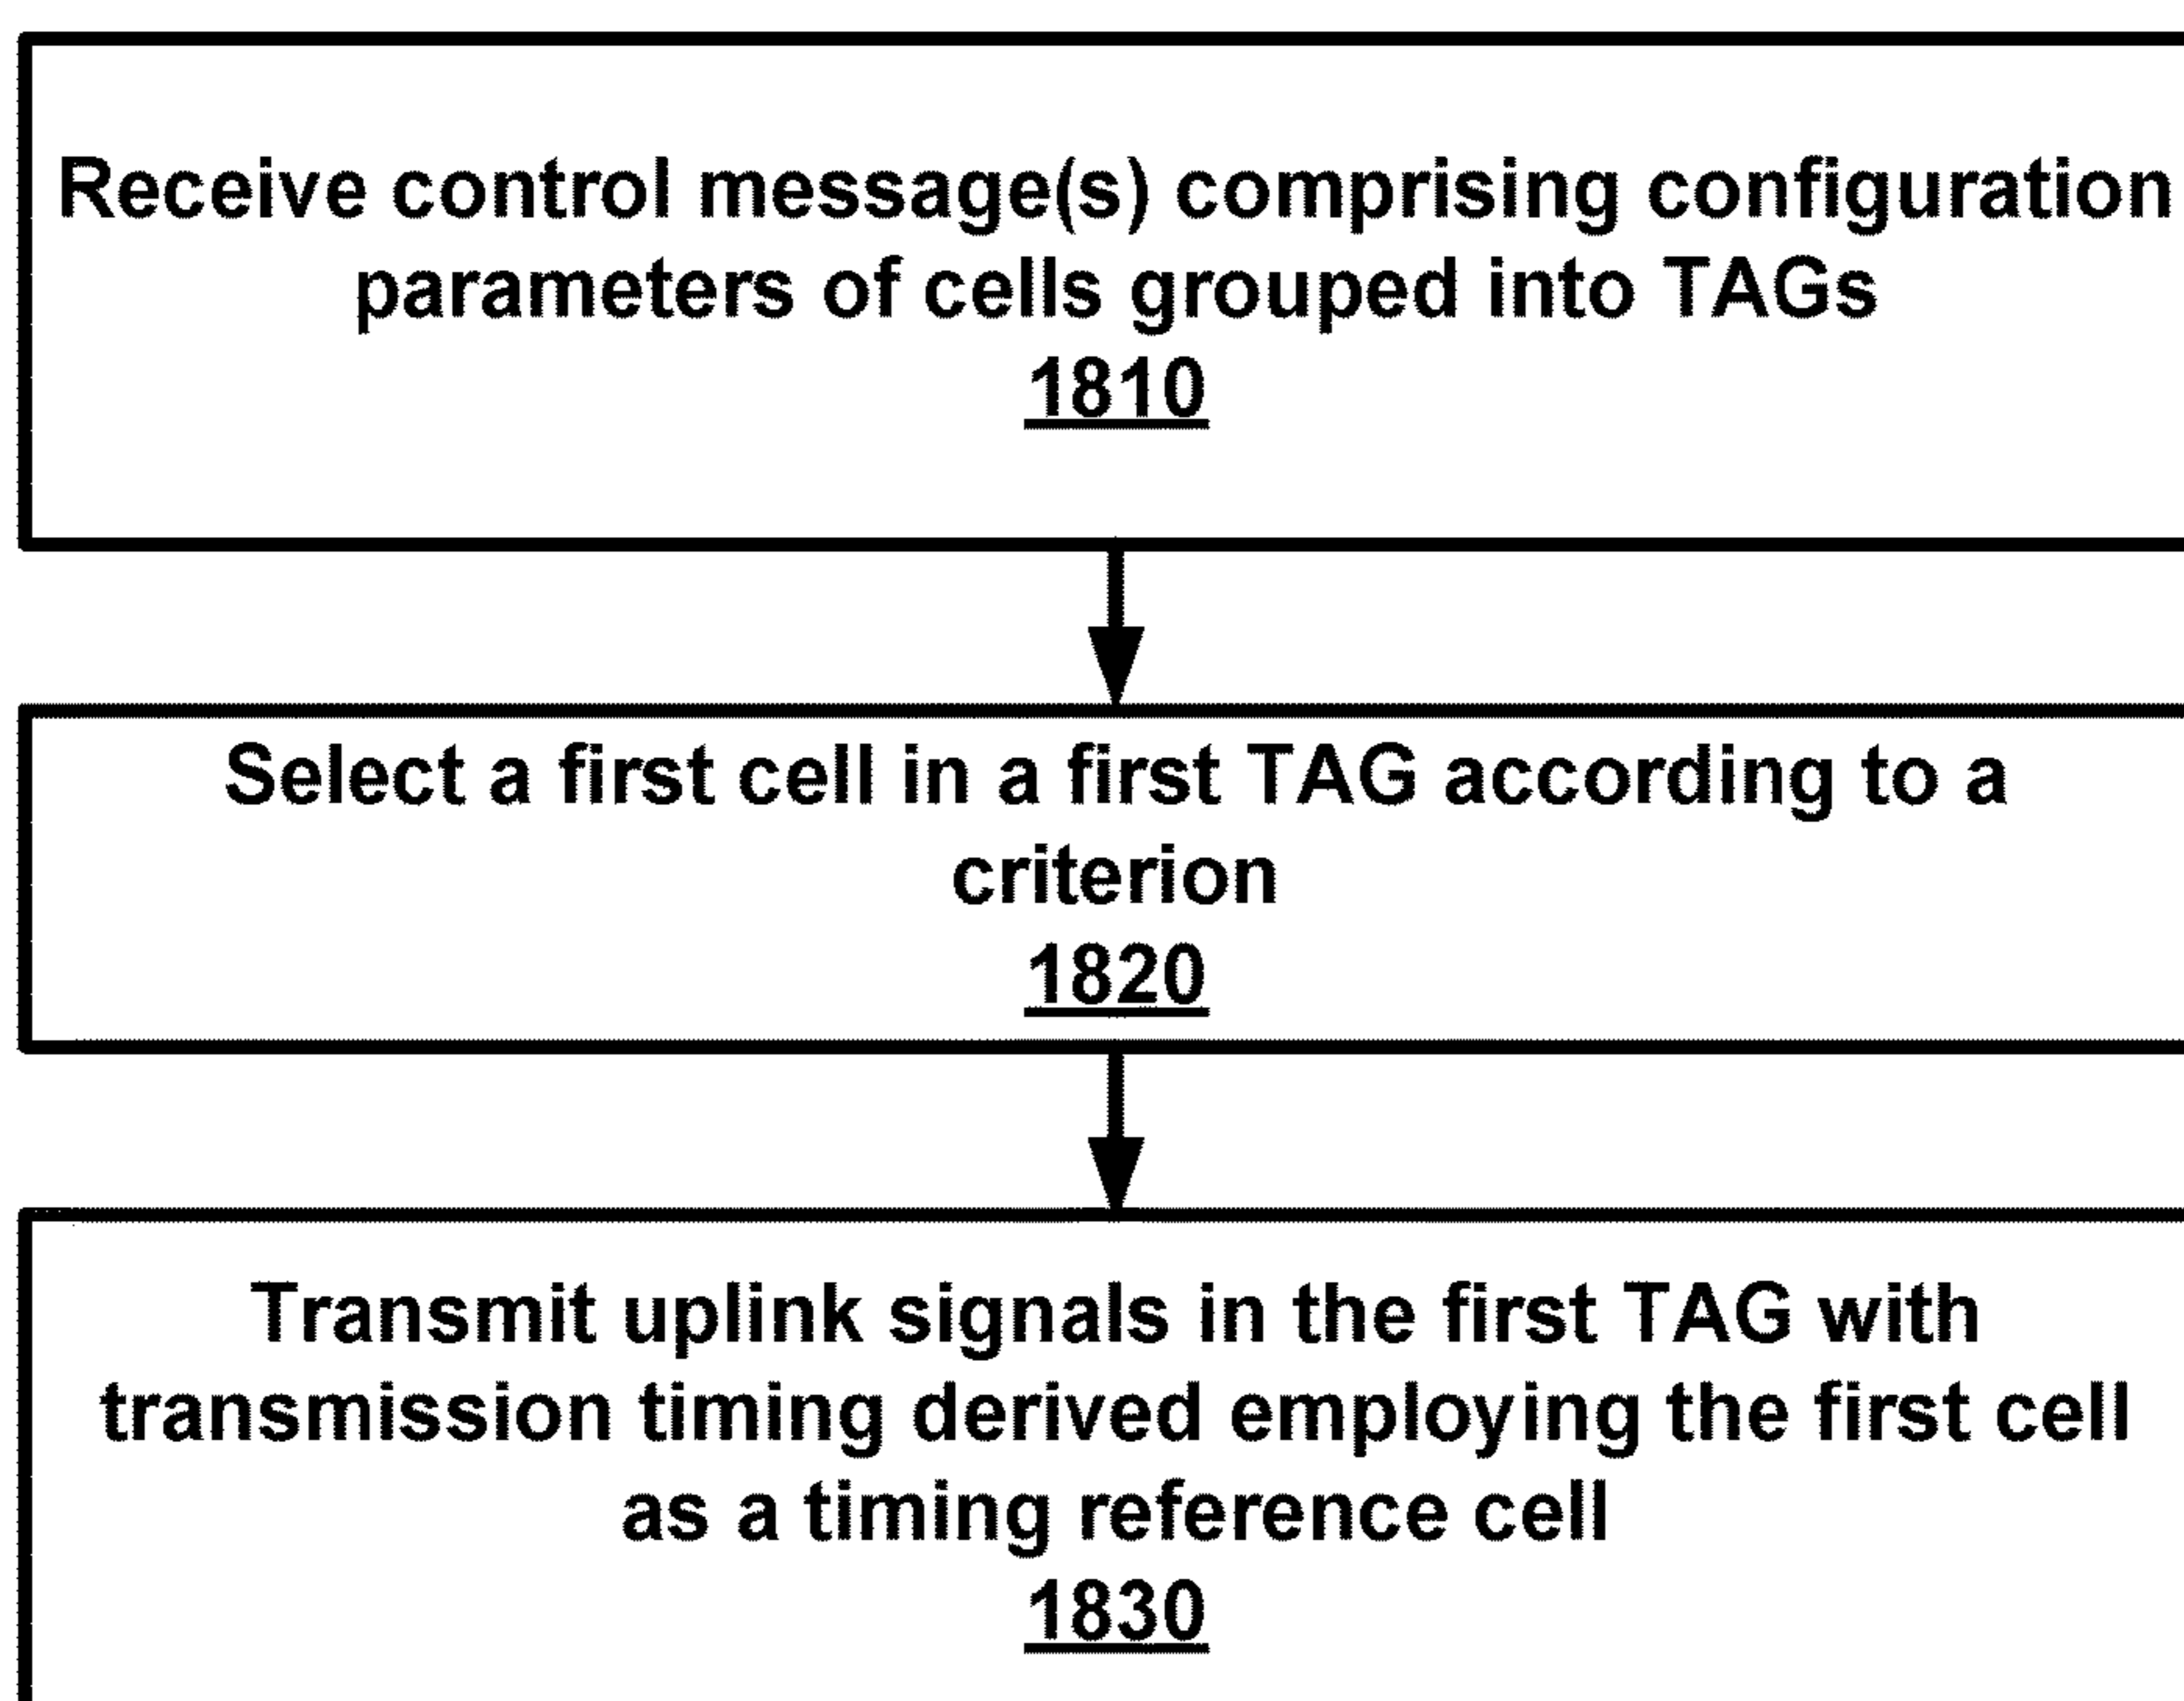 Receive control message(s) comprising configuration
parameters of cells grouped into TAGs
1810
Select a first cell in a first TAG according to a
criterion
1820
Transmit uplink signals in the first TAG with
transmission timing derived employing the first cell
as a timing reference cell
1830